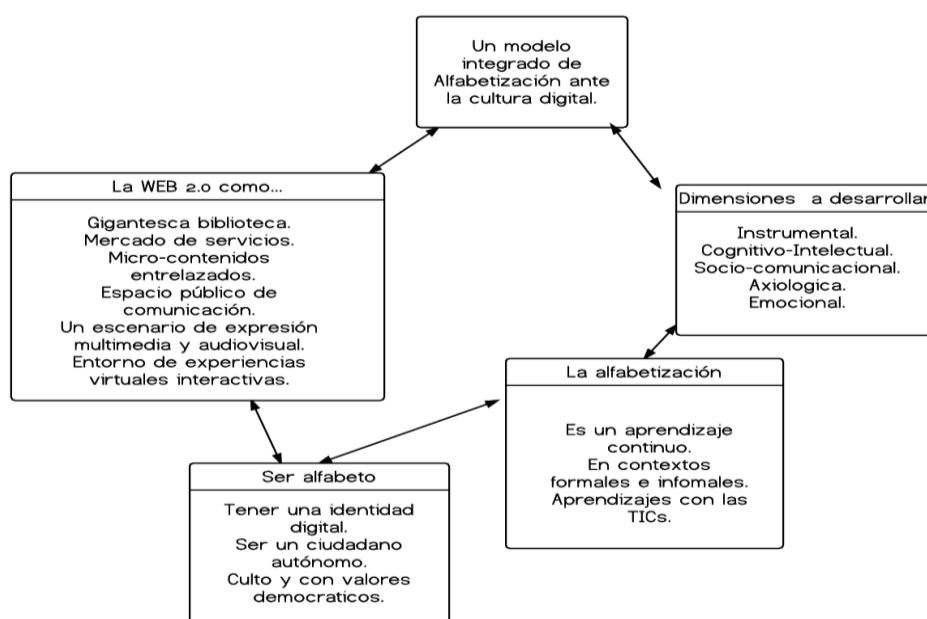 Un modelo
integrado de
Alfabetización ante
la cultura digital.
La WEB 2.0 como...
Gigantesca biblioteca.
Mercado de servicios.
Micro-contenidos
entrelazados.
Espacio público de
comunicación.
Un escenario de expresión
multimedia y audiovisual.
Entorno de experiencias
virtuales interactivas.
Dimensiones a desarrollar
Instrumental.
Cognitivo-Intelectual.
Socio-comunicacional.
Axiologica.
Emocional.
La alfabetización
Es un aprendizaje
continuo.
En contextos
formales e infomales.
Aprendizajes con las
TICs.
Ser alfabeto
Tener una identidad
digital.
Ser un ciudadano
autónomo.
Culto y con valores
democraticos.